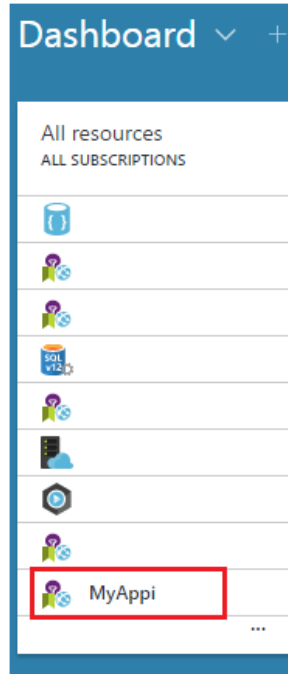 Dashboard
All resources
ALL SUBSCRIPTIONS
{ }
SQL
v12
MyAppi
...